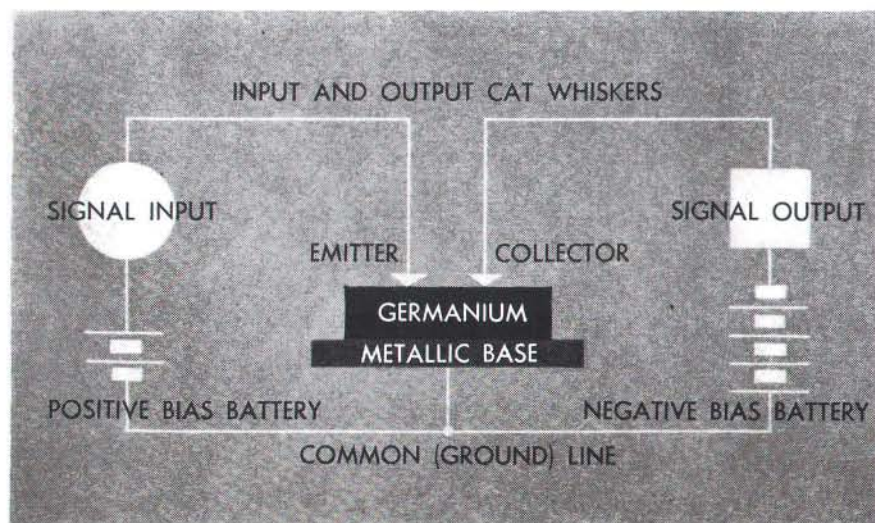 INPUT AND OUTPUT CAT WHISKERS
SIGNAL INPUT
SIGNAL OUTPUT
EMITTER
COLLECTOR
GERMANIUM
METALLIC BASE
POSITIVE BIAS BATTERY
NEGATIVE BIAS BATTERY
COMMON (GROUND) LINE